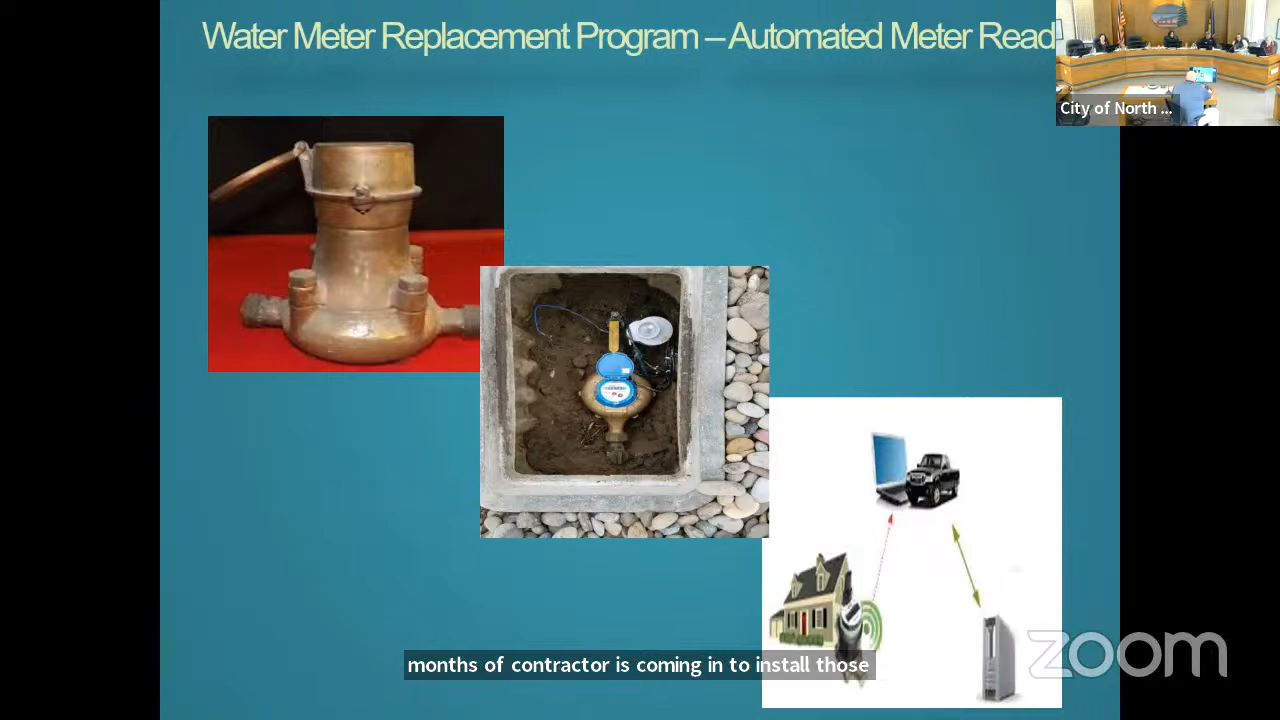 Water Meter Replacement Program – Automated Meter Read
City of North ...
months of contractor is coming in to install those
zoom